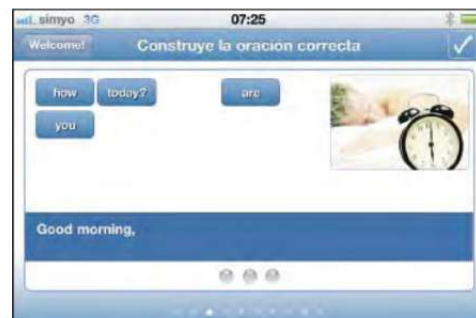 simyo 3G 07:25
Welcome! Construye la oración correcta
how today? are
you
Good morning,